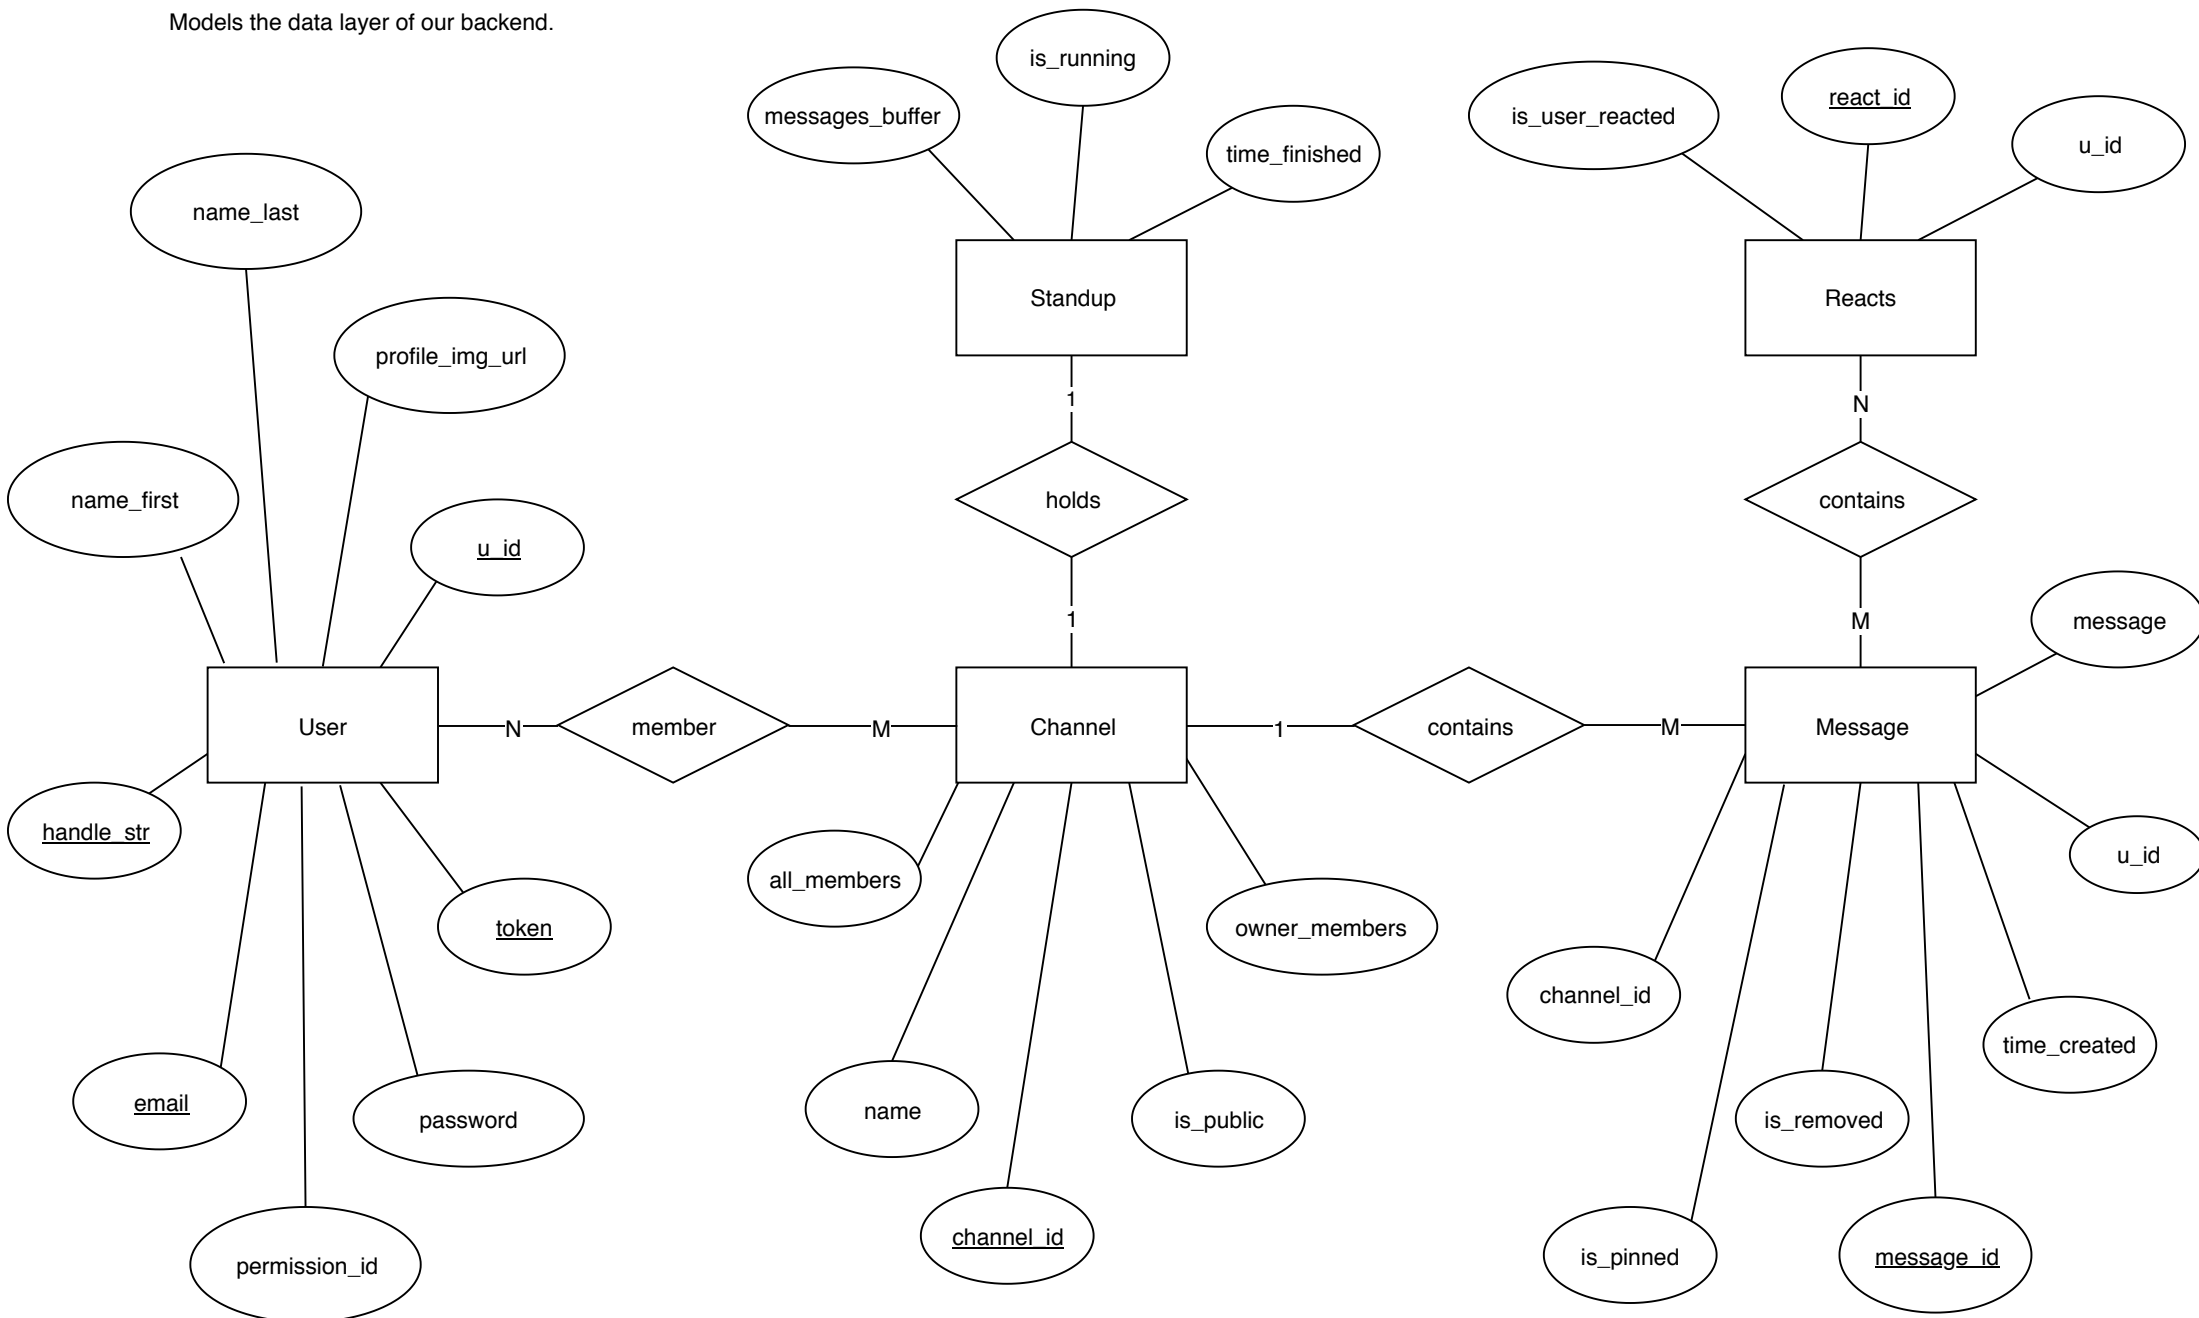 Models the data layer of our backend.
is_running
messages_buffer
time_finished
is_user_reacted
react_id
u_id
name_last
profile_img_url
name_first
u_id
Standup
Reacts
1
N
holds
contains
1
M
message
User
N
member
M
Channel
1
contains
M
Message
handle_str
token
all_members
owner_members
u_id
channel_id
time_created
email
password
name
is_public
is_removed
permission_id
channel_id
is_pinned
message_id